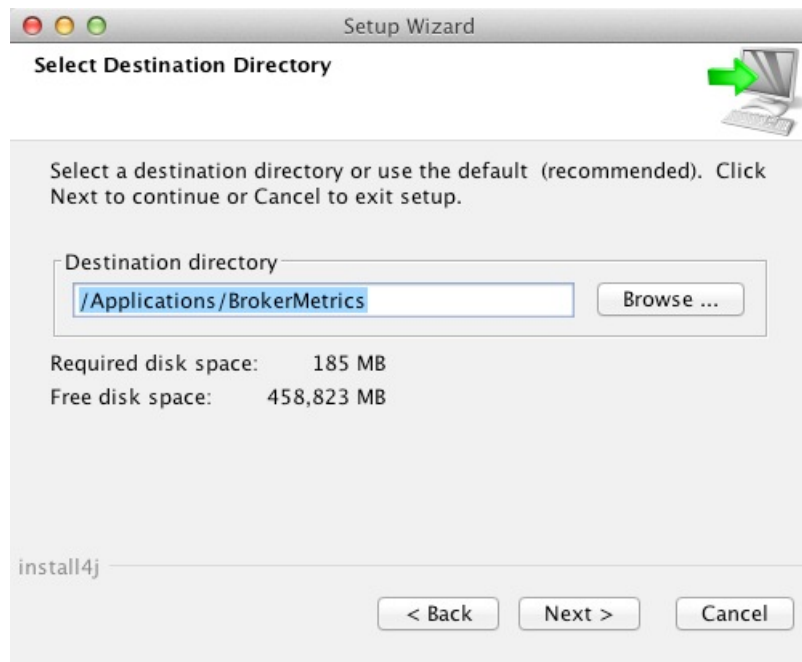 Setup Wizard
Select Destination Directory
Select a destination directory or use the default (recommended). Click
Next to continue or Cancel to exit setup.
Destination directory
/Applications/BrokerMetrics
Browse ...
Required disk space: 185 MB
Free disk space: 458,823 MB
install4j
< Back Next > Cancel